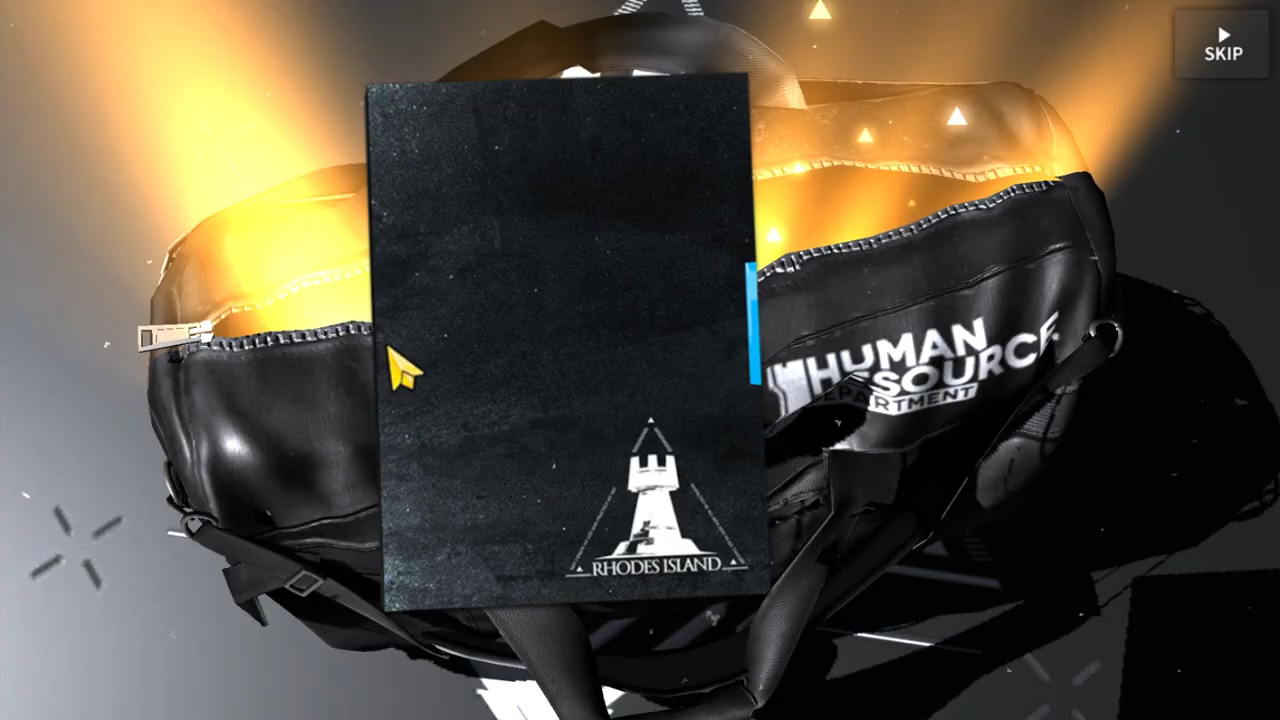 SKIP
HUMAN
RESOURCE
DEPARTMENT
RHODES ISLAND